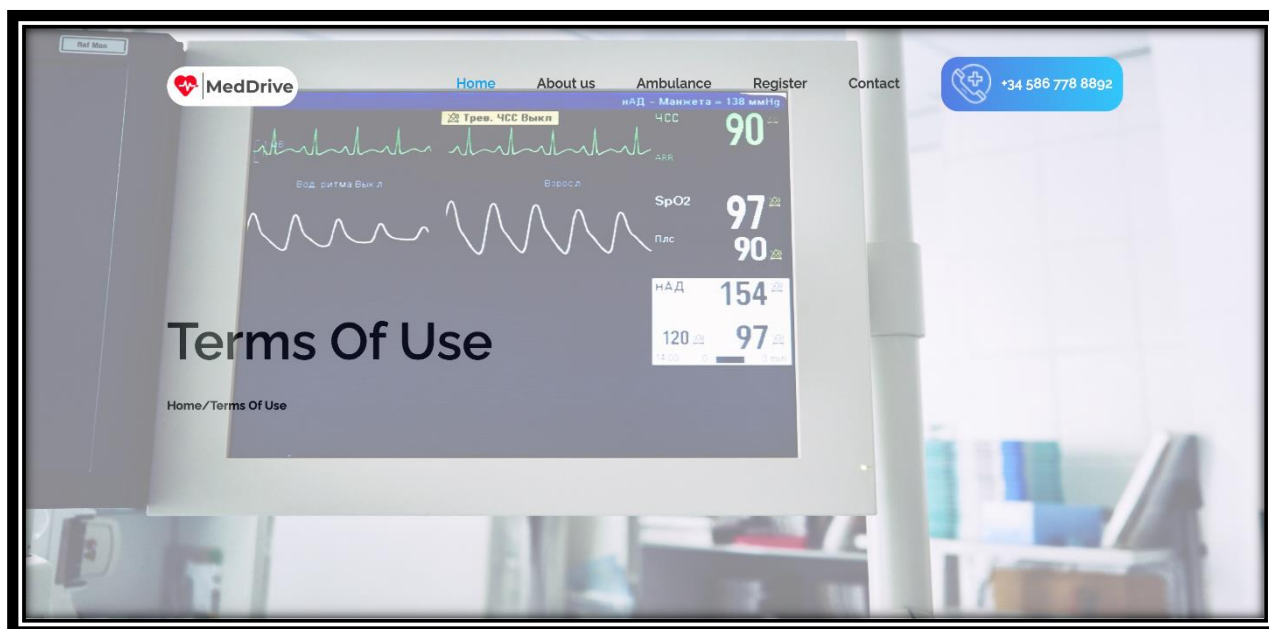 Ref Mon
MedDrive
Home About us Ambulance Register Contact
+34 586 778 8892
нАД - Манжета = 138 ммHg
Трев. ЧСС Выкл
ЧСС
90
ARR
Вод. ритма Выкл
Взросл
SpO2
97
Плс
90
нАД
154
120
97
14:00
Terms Of Use
Home/Terms Of Use